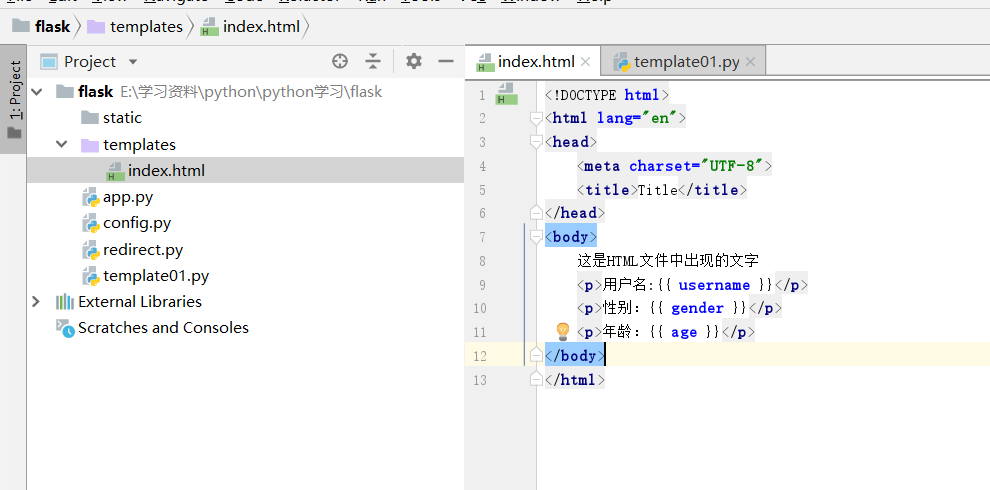 flask templates index.html
Project
index.html
template01.py
1: Project
flask E:\学习资料\python\python学习\flask
static
templates
index.html
app.py
config.py
redirect.py
template01.py
External Libraries
Scratches and Consoles
1 <!DOCTYPE html>
2 <html lang="en">
3 <head>
4 <meta charset="UTF-8">
5 <title>Title</title>
6 </head>
7 <body>
8 这是HTML文件中出现的文字
9 <p>用户名:{{ username }}</p>
10 <p>性别：{{ gender }}</p>
11 <p>年龄：{{ age }}</p>
12 </body>
13 </html>